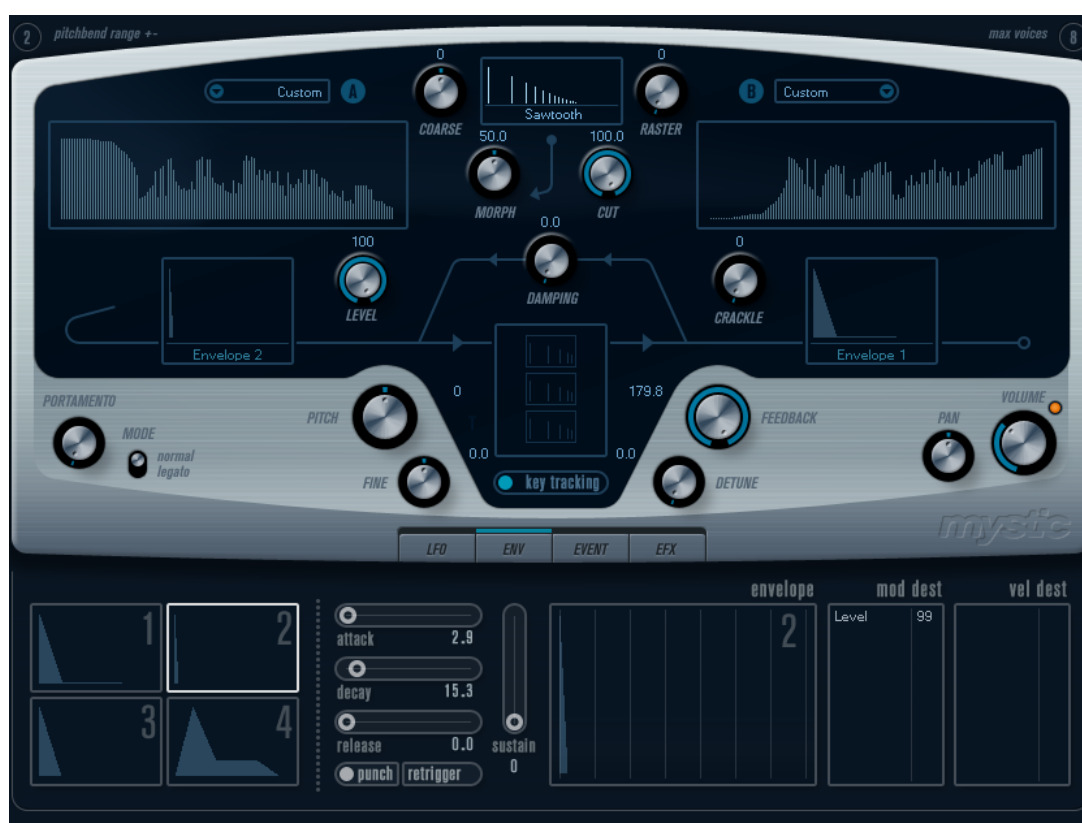 2 pitchbend range +-
max voices 8
0
0
Custom A
B Custom
Sawtooth
COARSE
RASTER
50.0
100.0
MORPH
CUT
0.0
100
0
DAMPING
LEVEL
CRACKLE
Envelope 2
Envelope 1
PORTAMENTO
VOLUME
0
179.8
PITCH
FEEDBACK
PAN
MODE
normal
legato
0.0
0.0
FINE
key tracking
DETUNE
mystic
LFO ENV EVENT EFX
envelope
mod dest
vel dest
1
2
3
4
attack 2.9
decay 15.3
release 0.0
punch retrigger
sustain
0
2
Level 99